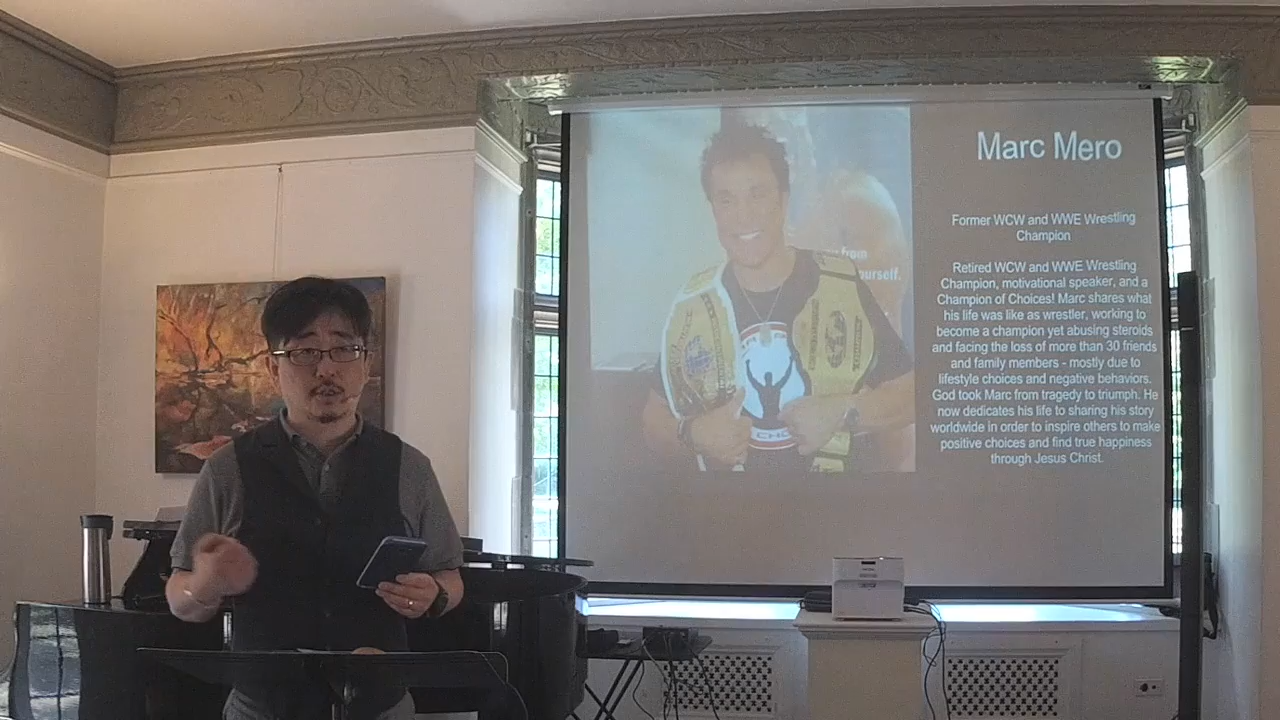 Marc Mero
Former WCW and WWE Wrestling
Champion
Retired WCW and WWE Wrestling
Champion, motivational speaker, and a
Champion of Choices! Marc shares what
his life was like as wrestler, working to
become a champion yet abusing steroids
and facing the loss of more than 30 friends
and family members - mostly due to
lifestyle choices and negative behaviors.
God took Marc from tragedy to triumph. He
now dedicates his life to sharing his story
worldwide in order to inspire others to make
positive choices and find true happiness
through Jesus Christ.
from
ourself.
CHO